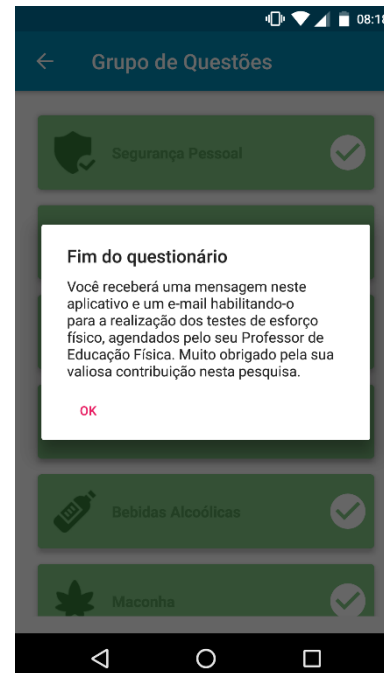 08:18
Grupo de Questões
Segurança Pessoal
Fim do questionário
Você receberá uma mensagem neste
aplicativo e um e-mail habilitando-o
para a realização dos testes de esforço
físico, agendados pelo seu Professor de
Educação Física. Muito obrigado pela sua
valiosa contribuição nesta pesquisa.
OK
Bebidas Alcoólicas
Maconha